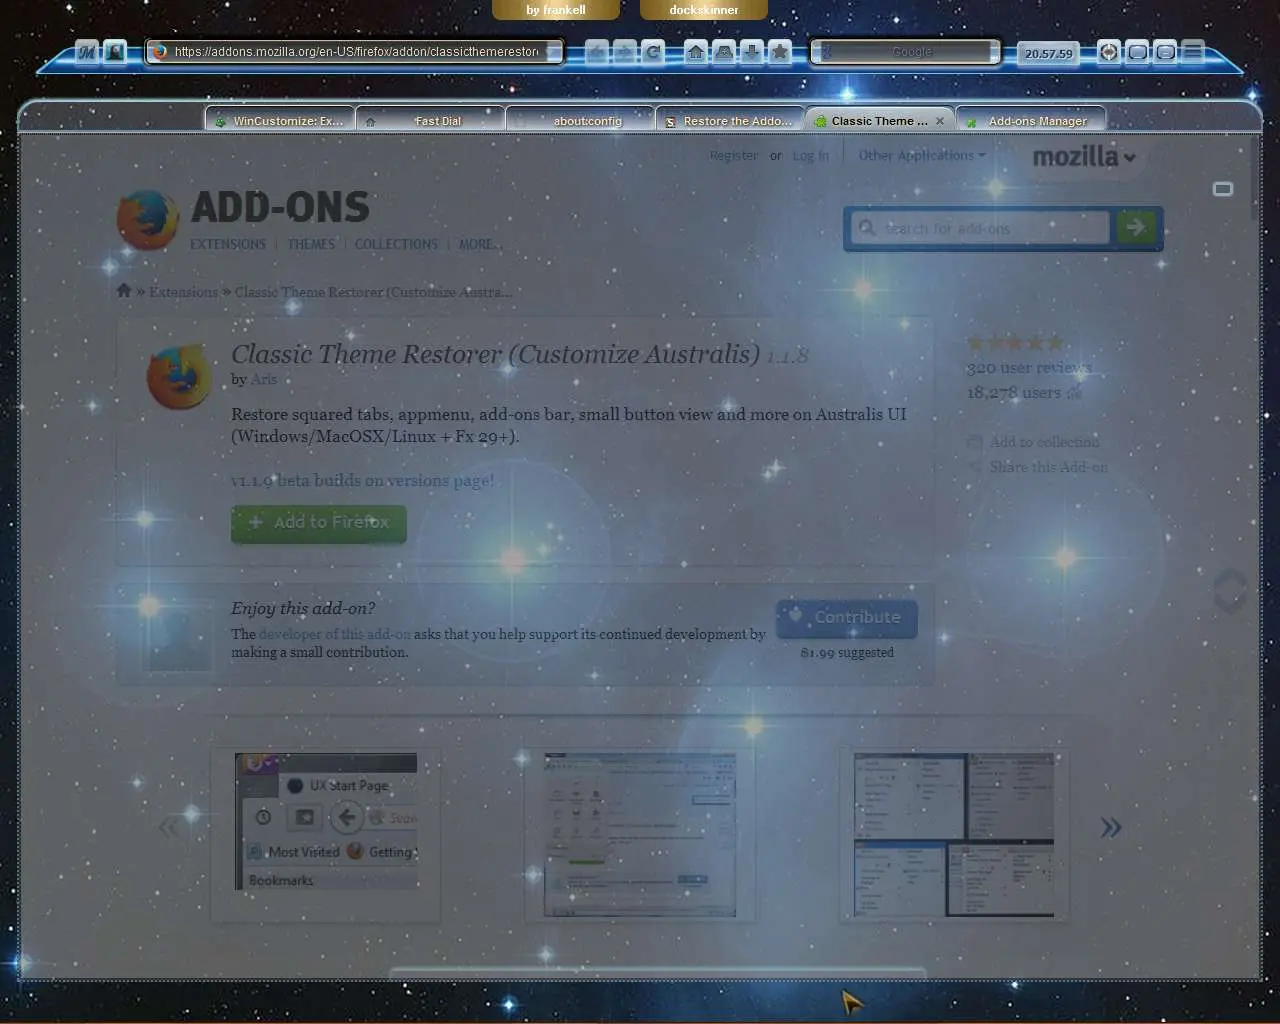 by frankell
dockskinner
https://addons.mozilla.org/en-US/firefox/addon/classicthemerestore
Google
20.57.59
WinCustomize: Ex...
Fast Dial
about:config
Restore the Addo...
Classic Theme ...
Add-ons Manager
Register or Log In
Other Applications
mozilla
ADD-ONS
EXTENSIONS | THEMES | COLLECTIONS | MORE...
search for add-ons
» Extensions » Classic Theme Restorer (Customize Austra...
Classic Theme Restorer (Customize Australis) 1.1.8
by Aris
Restore squared tabs, appmenu, add-ons bar, small button view and more on Australis UI
(Windows/MacOSX/Linux + Fx 29+).
v1.1.9 beta builds on versions page!
+ Add to Firefox
320 user reviews
18,278 users
Add to collection
Share this Add-on
Enjoy this add-on?
The developer of this add-on asks that you help support its continued development by
making a small contribution.
Contribute
$1.99 suggested
UX Start Page
Most Visited
Getting
Bookmarks